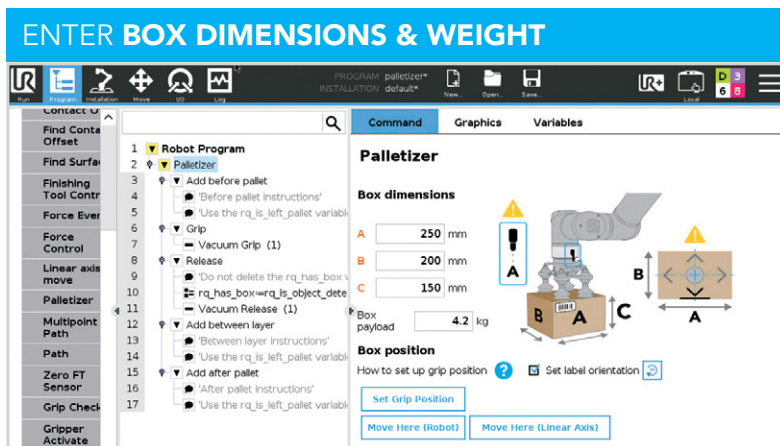 ENTER BOX DIMENSIONS & WEIGHT
UR
Run
Program
Installation
Move
I/O
Log
PROGRAM palletizer*
INSTALLATION default*
New...
Open...
Save...
UR+
Local
D 3
6 8
Find Conta
Offset
Find Surfa
Finishing
Tool Contr
Force Ever
Force
Control
Linear axis
move
Palletizer
Multipoint
Path
Path
Zero FT
Sensor
Grip Check
Gripper
Activate
1 Robot Program
2 Palletizer
3 Add before pallet
4 'Before pallet instructions'
5 'Use the rq_is_left_pallet variabl
6 Grip
7 Vacuum Grip (1)
8 Release
9 'Do not delete the rq_has_box v
10 rq_has_box≔rq_is_object_dete
11 Vacuum Release (1)
12 Add between layer
13 'Between layer instructions'
14 'Use the rq_is_left_pallet variabl
15 Add after pallet
16 'After pallet instructions'
17 'Use the rq_is_left_pallet variabl
Command Graphics Variables
Palletizer
Box dimensions
A 250 mm
B 200 mm
C 150 mm
Box
payload 4.2 kg
A
B A C
B
A
Box position
How to set up grip position ? Set label orientation
Set Grip Position
Move Here (Robot) Move Here (Linear Axis)